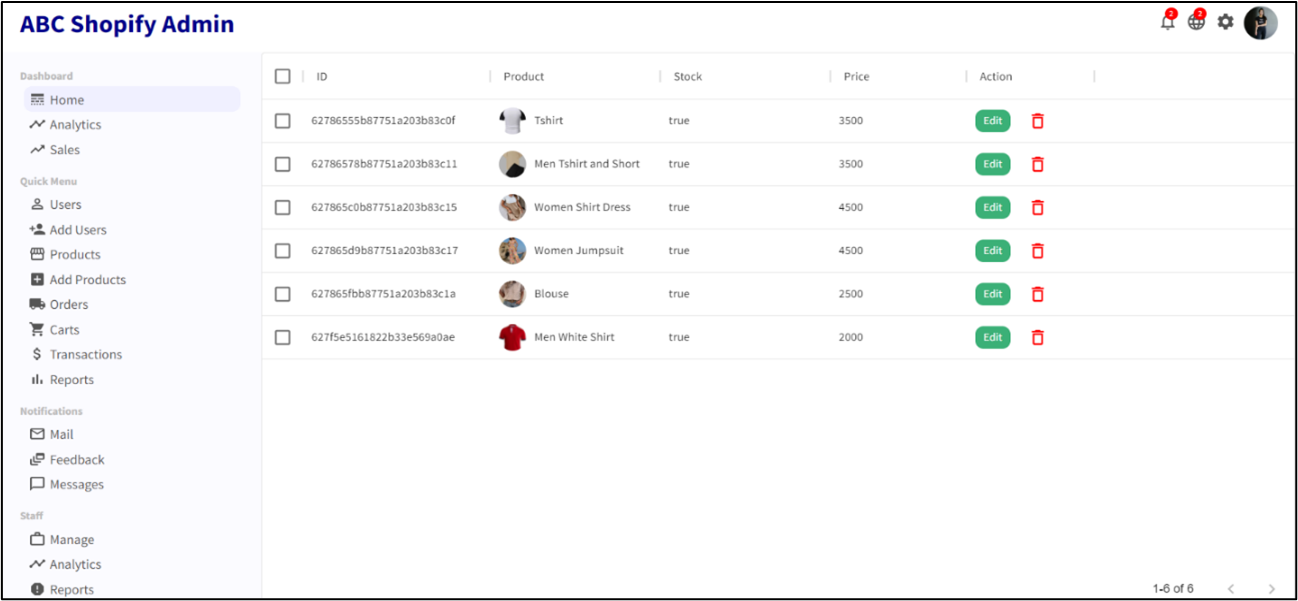 ABC Shopify Admin
2 2
Dashboard
Home
Analytics
Sales
Quick Menu
Users
Add Users
Products
Add Products
Orders
Carts
Transactions
Reports
Notifications
Mail
Feedback
Messages
Staff
Manage
Analytics
Reports
ID Product Stock Price Action
62786555b87751a203b83c0f Tshirt true 3500 Edit
62786578b87751a203b83c11 Men Tshirt and Short true 3500 Edit
627865c0b87751a203b83c15 Women Shirt Dress true 4500 Edit
627865d9b87751a203b83c17 Women Jumpsuit true 4500 Edit
627865fbb87751a203b83c1a Blouse true 2500 Edit
627f5e5161822b33e569a0ae Men White Shirt true 2000 Edit
1-6 of 6